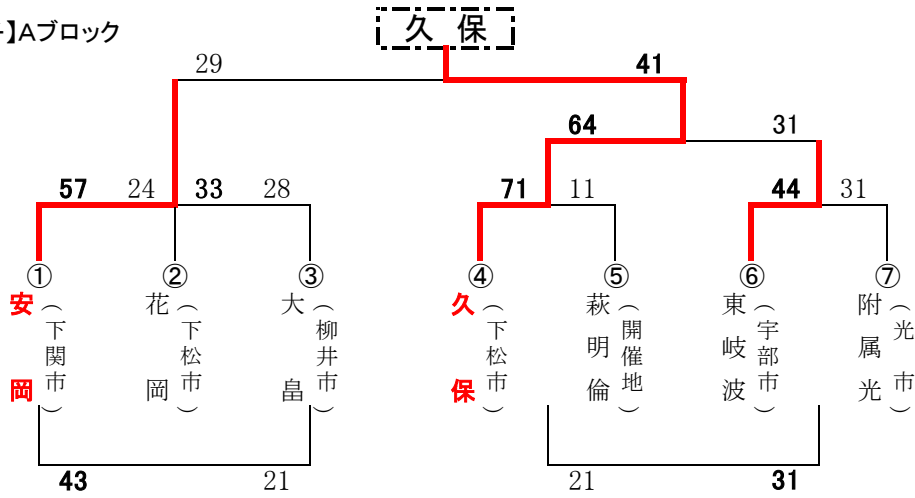 】Aブロック
久保
29 41
64 31
57 24 33 28 71 11 44 31
① ② ③ ④ ⑤ ⑥ ⑦
安岡（下関市）
花岡（下松市）
大畠（柳井市）
久保（下松市）
萩明倫（開催地）
東岐波（宇部市）
附属光（光市）
43 21 21 31